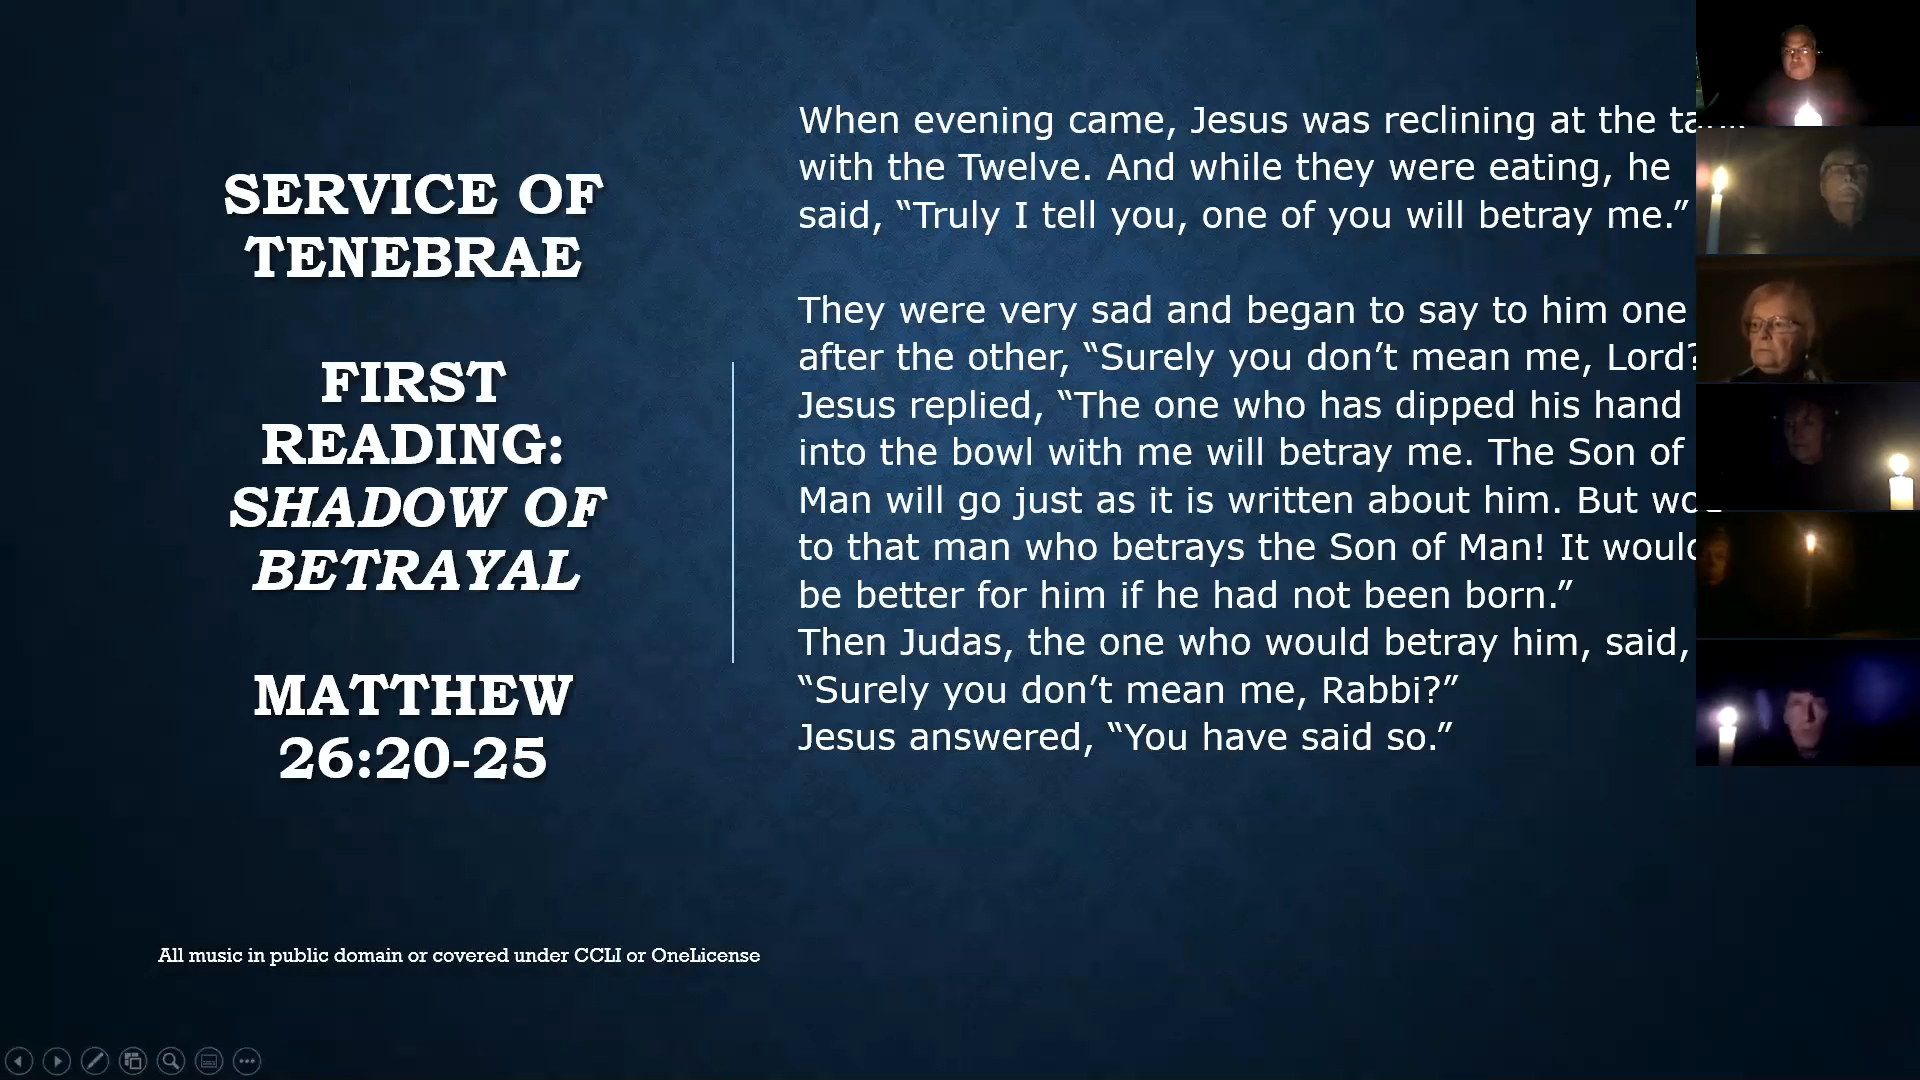 SERVICE OF
TENEBRAE
FIRST
READING:
SHADOW OF
BETRAYAL
MATTHEW
26:20-25
When evening came, Jesus was reclining at the
with the Twelve. And while they were eating, he
said, “Truly I tell you, one of you will betray me.”
They were very sad and began to say to him one
after the other, “Surely you don’t mean me, Lord?
Jesus replied, “The one who has dipped his hand
into the bowl with me will betray me. The Son of
Man will go just as it is written about him. But
to that man who betrays the Son of Man! It would
be better for him if he had not been born.”
Then Judas, the one who would betray him, said,
“Surely you don’t mean me, Rabbi?”
Jesus answered, “You have said so.”
All music in public domain or covered under CCLI or OneLicense